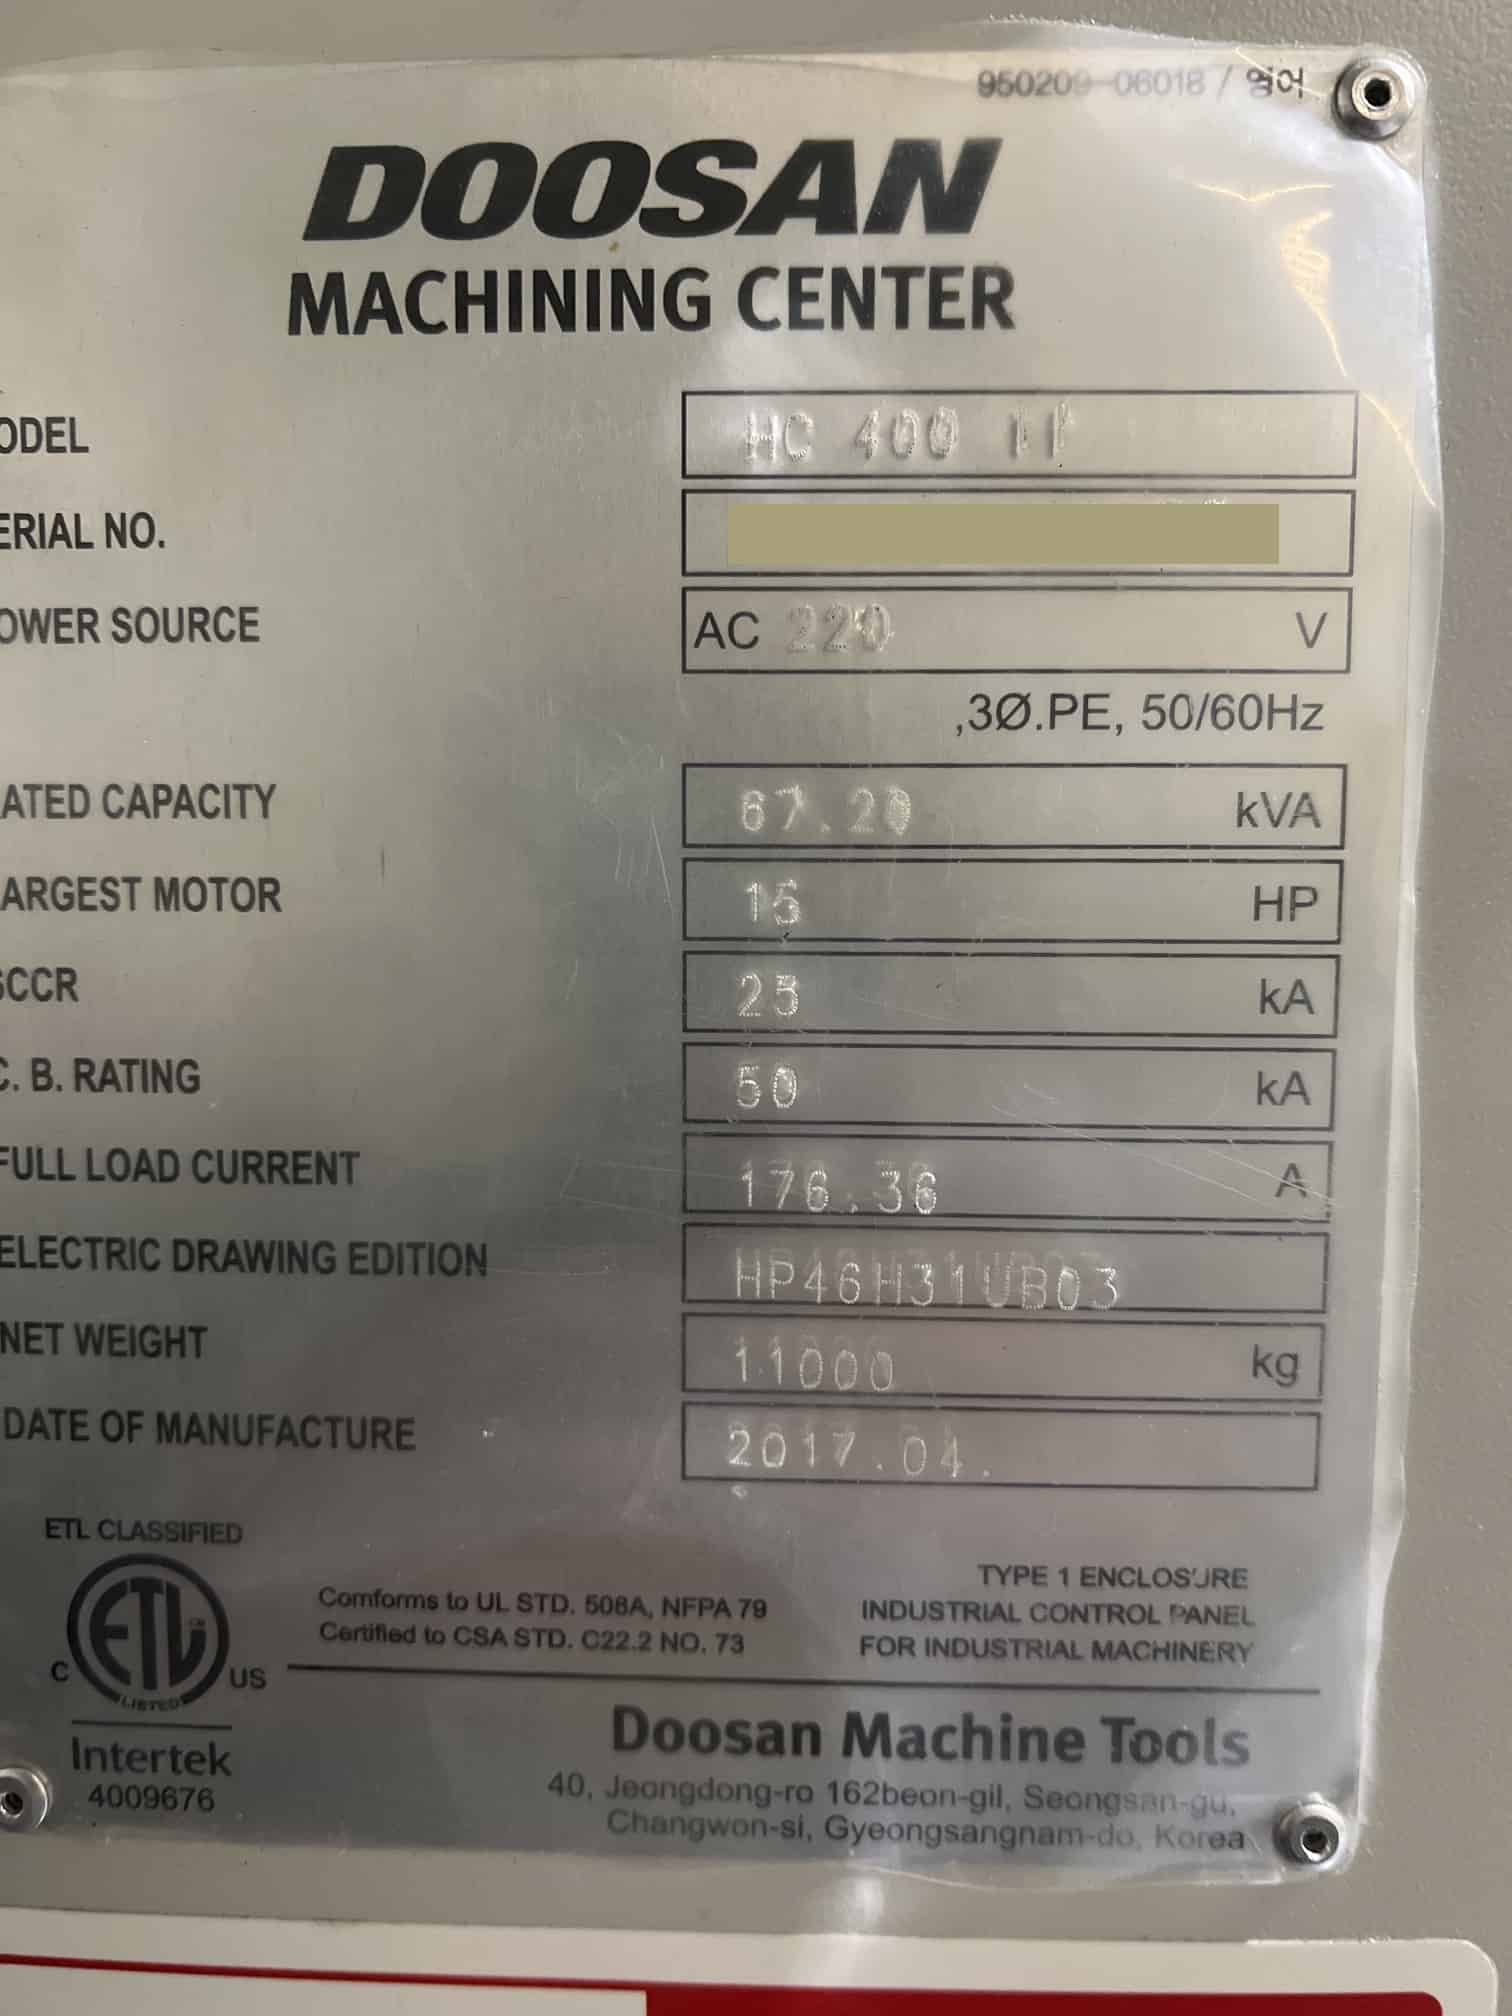 950209-06018 / 영어
DOOSAN
MACHINING CENTER
ODEL HC 400 II
ERIAL NO.
OWER SOURCE AC 220 V
,3Ø.PE, 50/60Hz
ATED CAPACITY 67.20 kVA
ARGEST MOTOR 15 HP
SCCR 25 kA
C. B. RATING 50 kA
FULL LOAD CURRENT 176.36 A
ELECTRIC DRAWING EDITION HP46H31UB03
NET WEIGHT 11000 kg
DATE OF MANUFACTURE 2017.04.
ETL CLASSIFIED
ETL
C US
LISTED
Intertek
4009676
Comforms to UL STD. 508A, NFPA 79
Certified to CSA STD. C22.2 NO. 73
TYPE 1 ENCLOSURE
INDUSTRIAL CONTROL PANEL
FOR INDUSTRIAL MACHINERY
Doosan Machine Tools
40, Jeongdong-ro 162beon-gil, Seongsan-gu,
Changwon-si, Gyeongsangnam-do, Korea